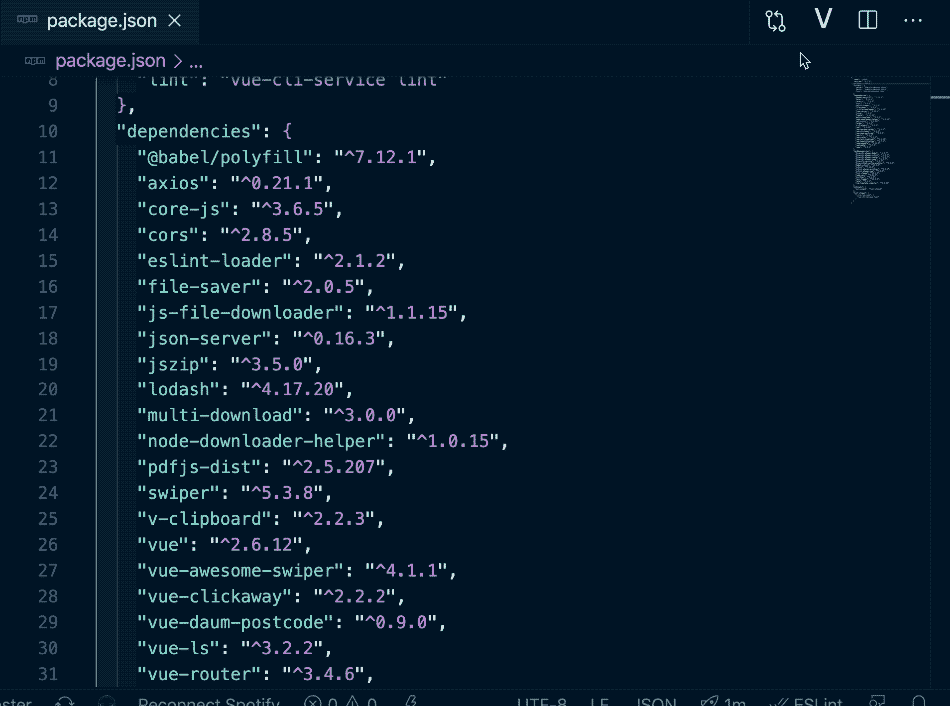 npm package.json
V
npm package.json > ...
8 "lint": "vue-cli-service lint"
9 },
10 "dependencies": {
11 "@babel/polyfill": "^7.12.1",
12 "axios": "^0.21.1",
13 "core-js": "^3.6.5",
14 "cors": "^2.8.5",
15 "eslint-loader": "^2.1.2",
16 "file-saver": "^2.0.5",
17 "js-file-downloader": "^1.1.15",
18 "json-server": "^0.16.3",
19 "jszip": "^3.5.0",
20 "lodash": "^4.17.20",
21 "multi-download": "^3.0.0",
22 "node-downloader-helper": "^1.0.15",
23 "pdfjs-dist": "^2.5.207",
24 "swiper": "^5.3.8",
25 "v-clipboard": "^2.2.3",
26 "vue": "^2.6.12",
27 "vue-awesome-swiper": "^4.1.1",
28 "vue-clickaway": "^2.2.2",
29 "vue-daum-postcode": "^0.9.0",
30 "vue-ls": "^3.2.2",
31 "vue-router": "^3.4.6",
ster Reconnect Spotify 0 0 UTF-8 LF JSON 1m ESLint